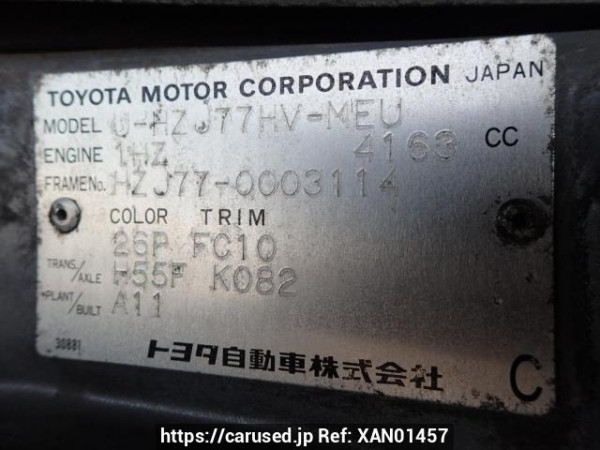 TOYOTA MOTOR CORPORATION JAPAN
MODEL U-HZJ77HV-MEU
ENGINE 1HZ 4163 CC
FRAME No. HZJ77-0003114
COLOR TRIM
26P FC10
TRANS./AXLE H55F K082
PLANT/BUILT A11
30881
トヨタ自動車株式会社 C
https://carused.jp Ref: XAN01457